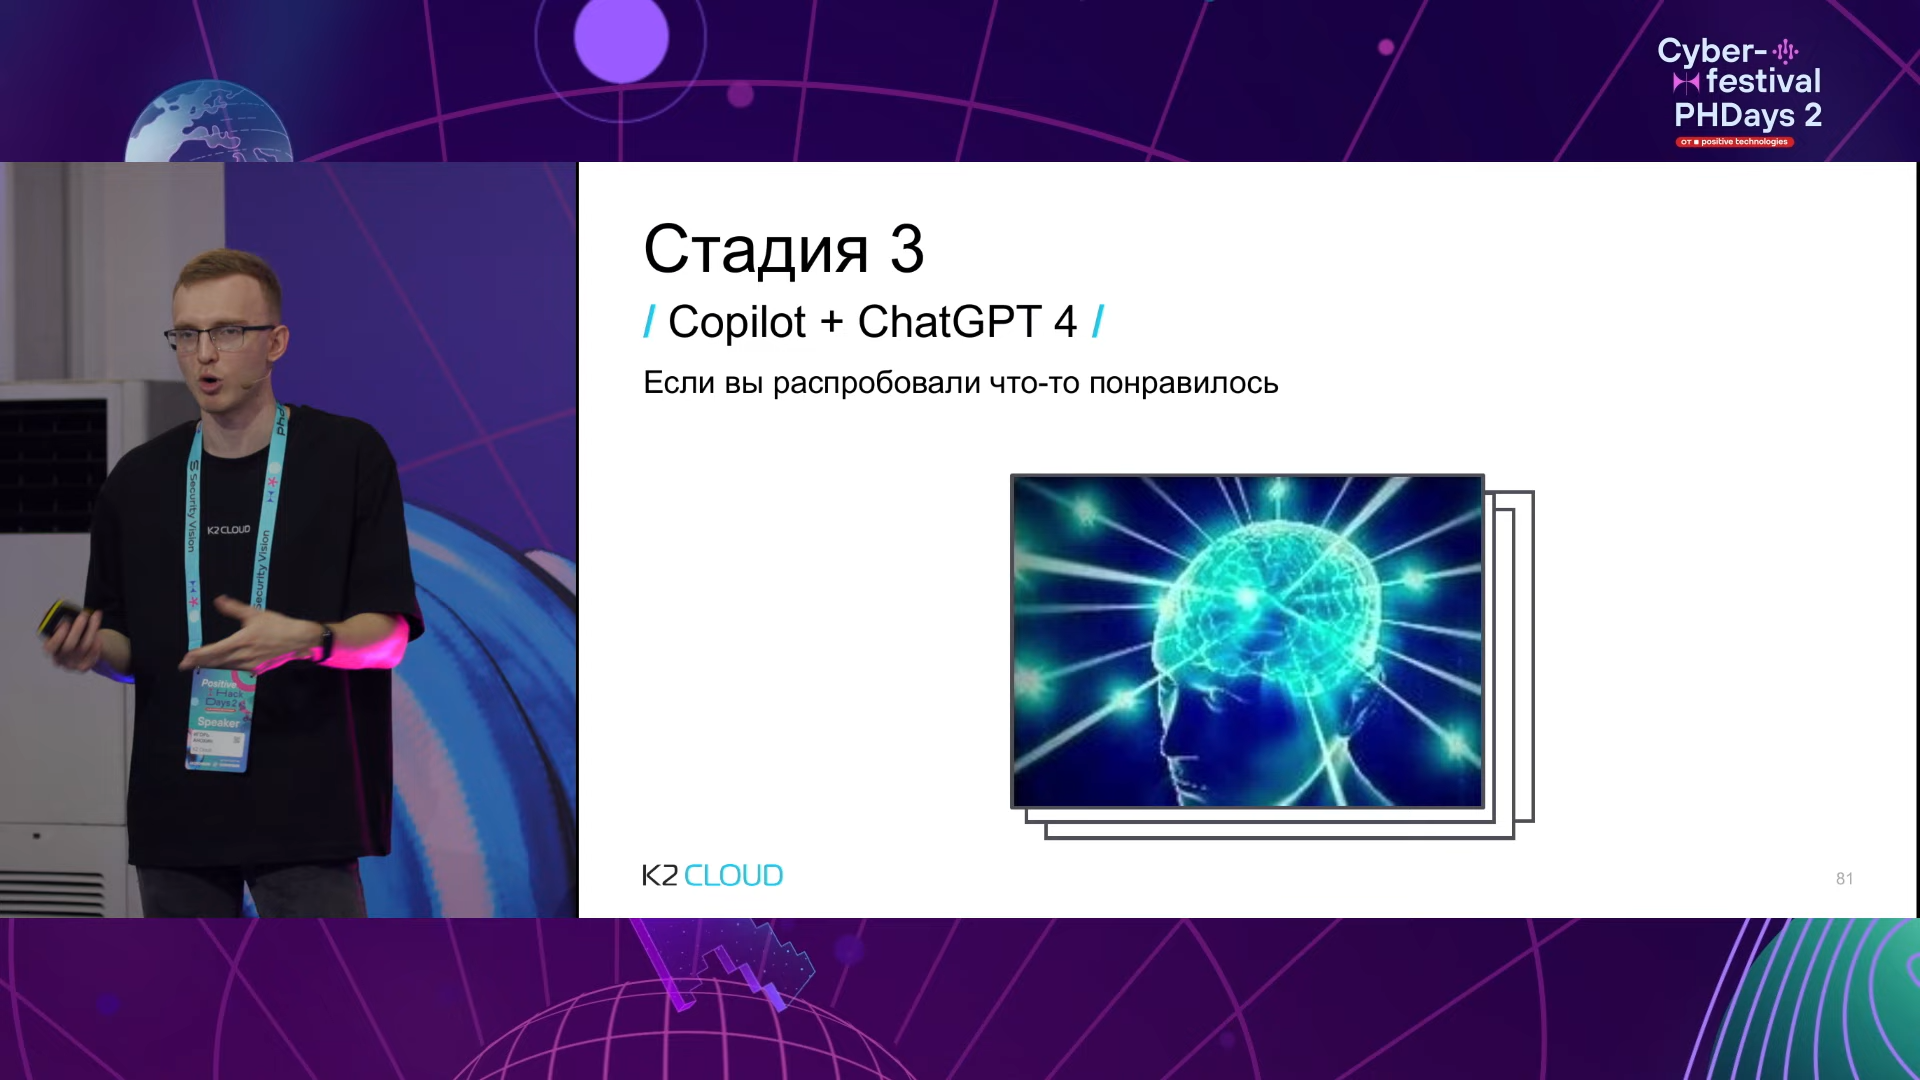 Cyber-
festival
PHDays 2
от positive technologies
Стадия 3
/ Copilot + ChatGPT 4 /
Если вы распробовали что-то понравилось
K2 CLOUD
81
K2 CLOUD
Security Vision
Security Vision
Positive
Hack
Days 2
Speaker